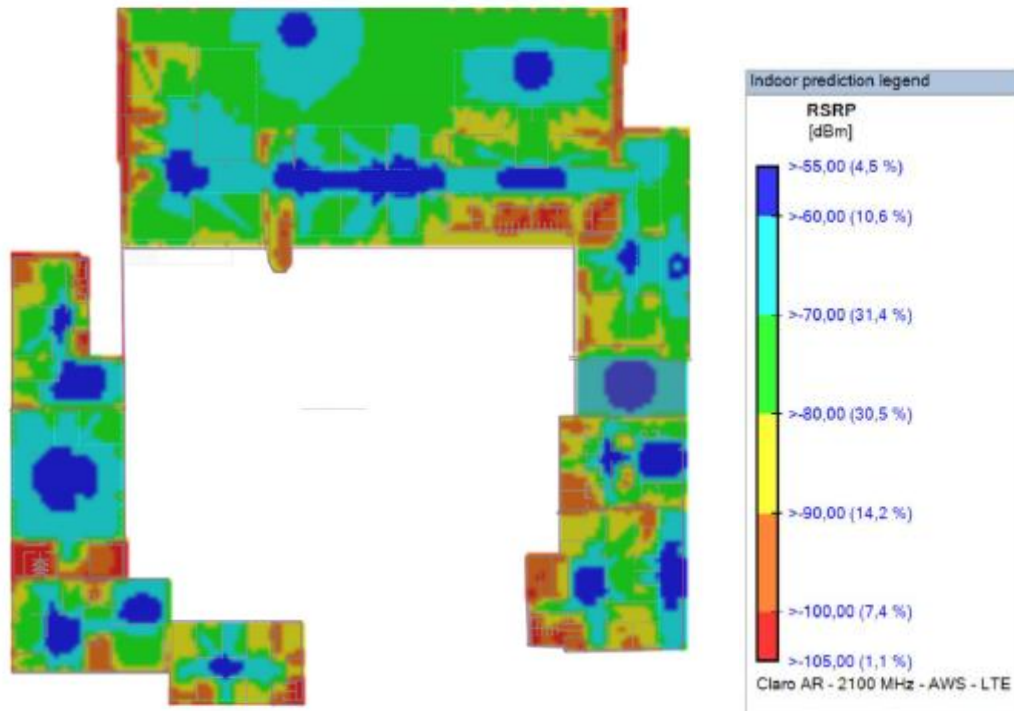 Indoor prediction legend
RSRP
[dBm]
>-55,00 (4,5 %)
>-60,00 (10,6 %)
>-70,00 (31,4 %)
>-80,00 (30,5 %)
>-90,00 (14,2 %)
>-100,00 (7,4 %)
>-105,00 (1,1 %)
Claro AR - 2100 MHz - AWS - LTE